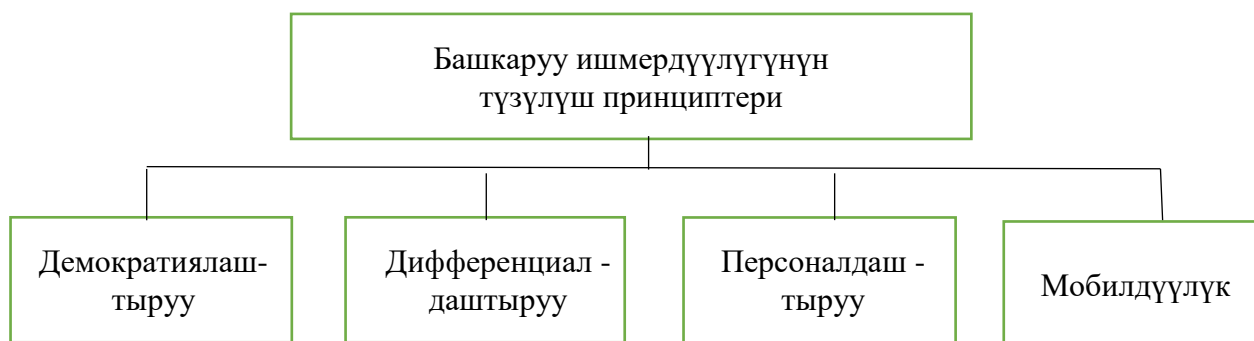 Башкаруу ишмердүүлүгүнүн
түзүлүш принциптери
Демократиялаш-
тыруу
Дифференциал -
даштыруу
Персоналдаш -
тыруу
Мобилдүүлүк